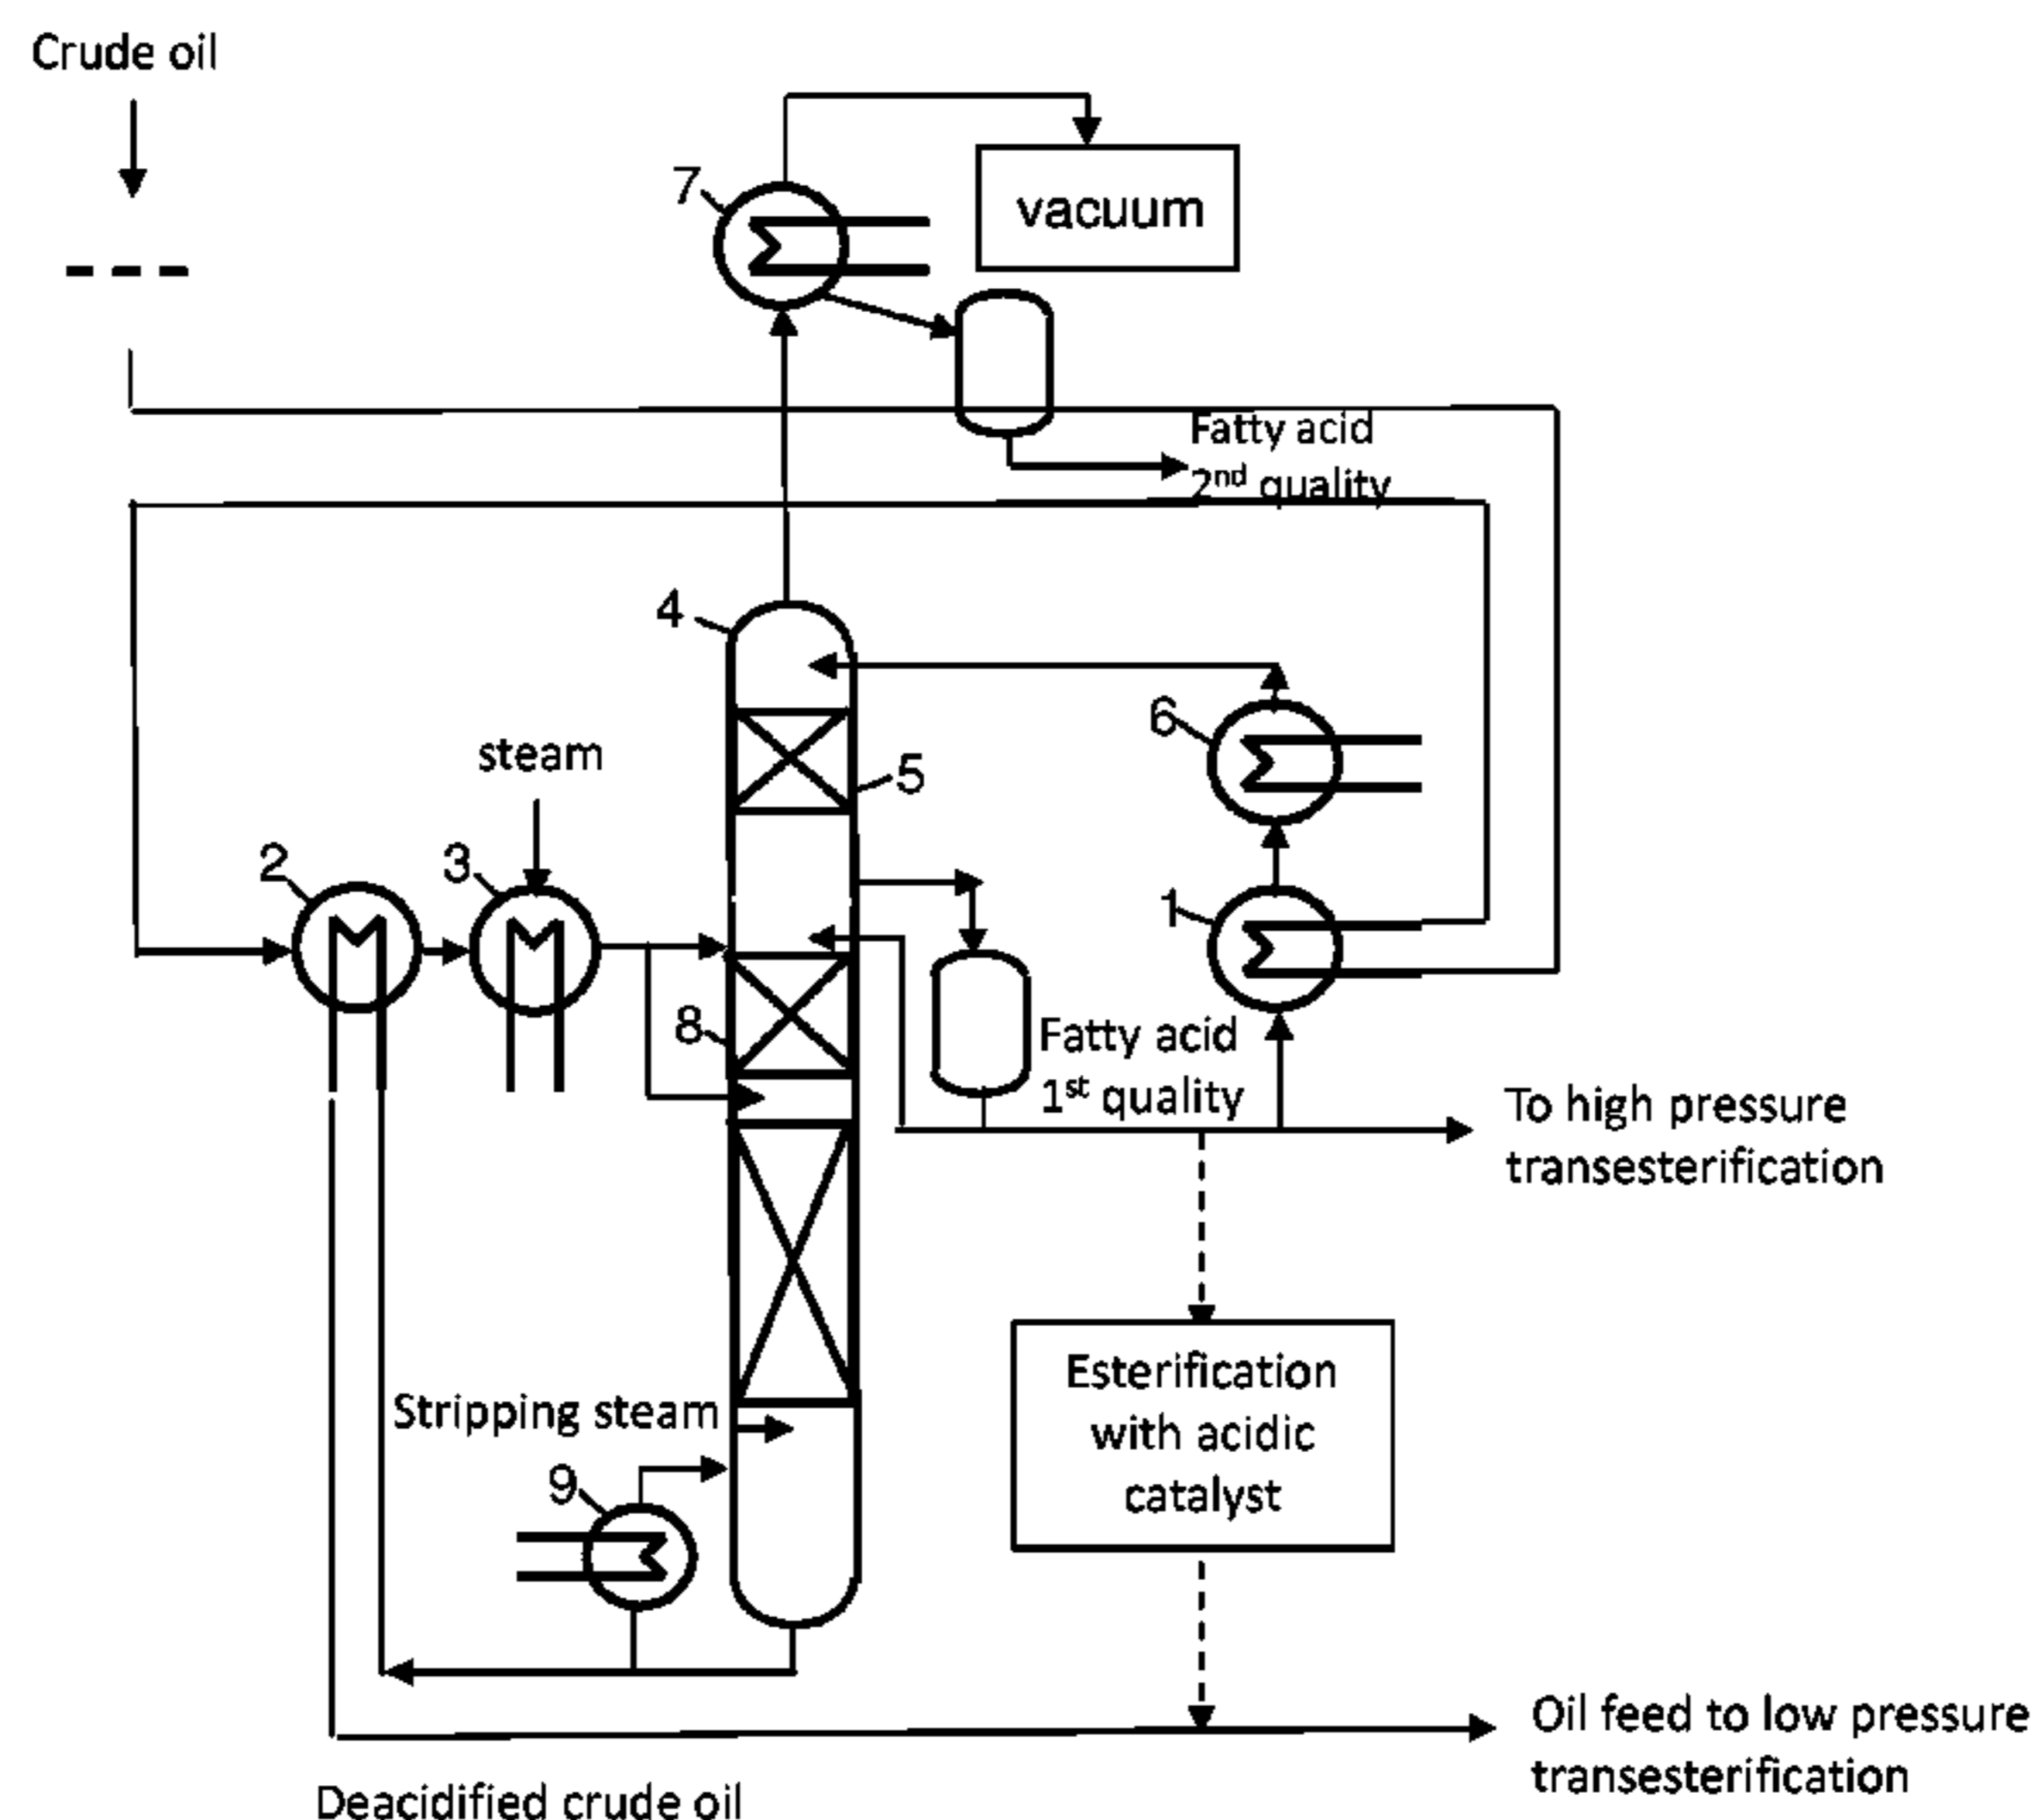 Crude oil
7
vacuum
Fatty acid
2nd quality
4
6
steam
5
2
3
1
8
Fatty acid
1st quality
To high pressure
transesterification
Esterification
with acidic
catalyst
Stripping steam
9
Oil feed to low pressure
transesterification
Deacidified crude oil